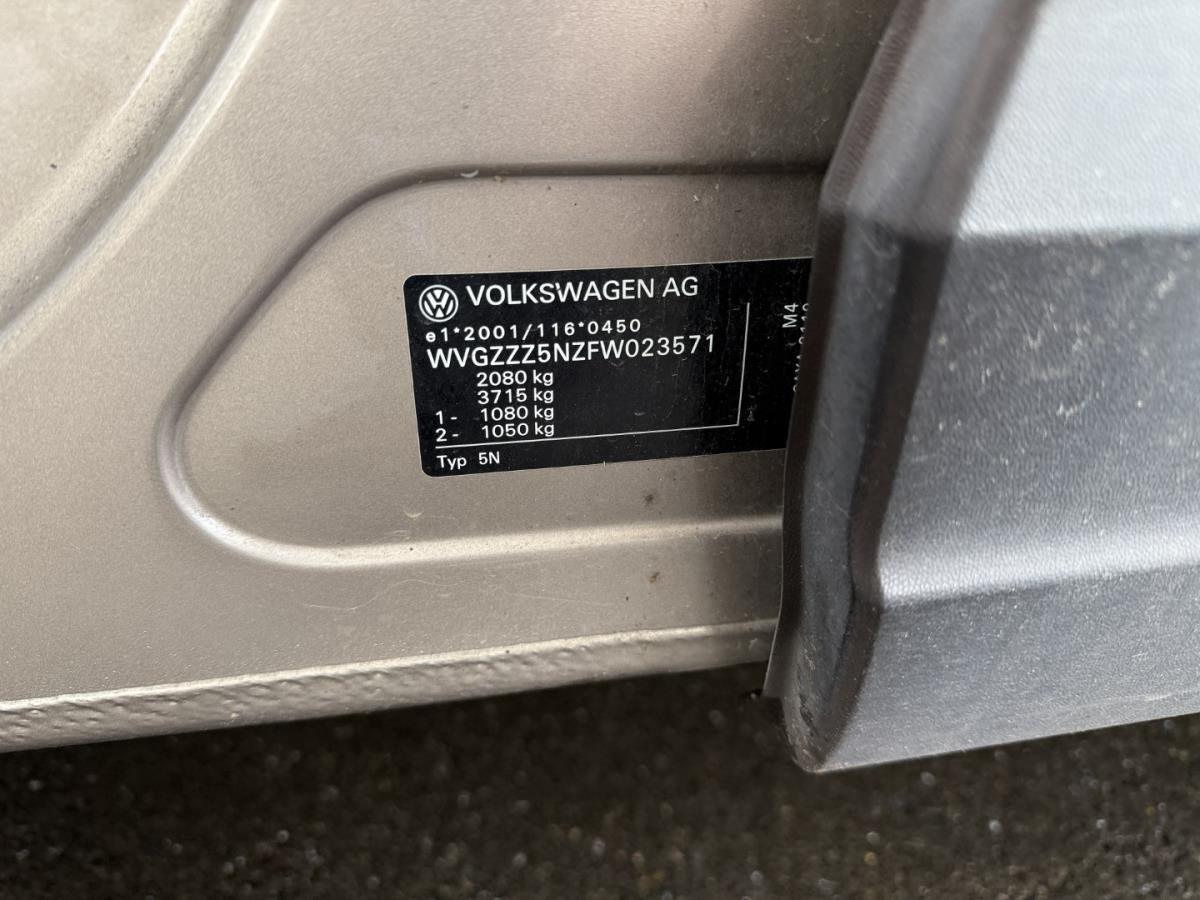 VOLKSWAGEN AG
e1*2001/116*0450
WVGZZZ5NZFW023571
2080 kg
3715 kg
1- 1080 kg
2- 1050 kg
Typ 5N
M4